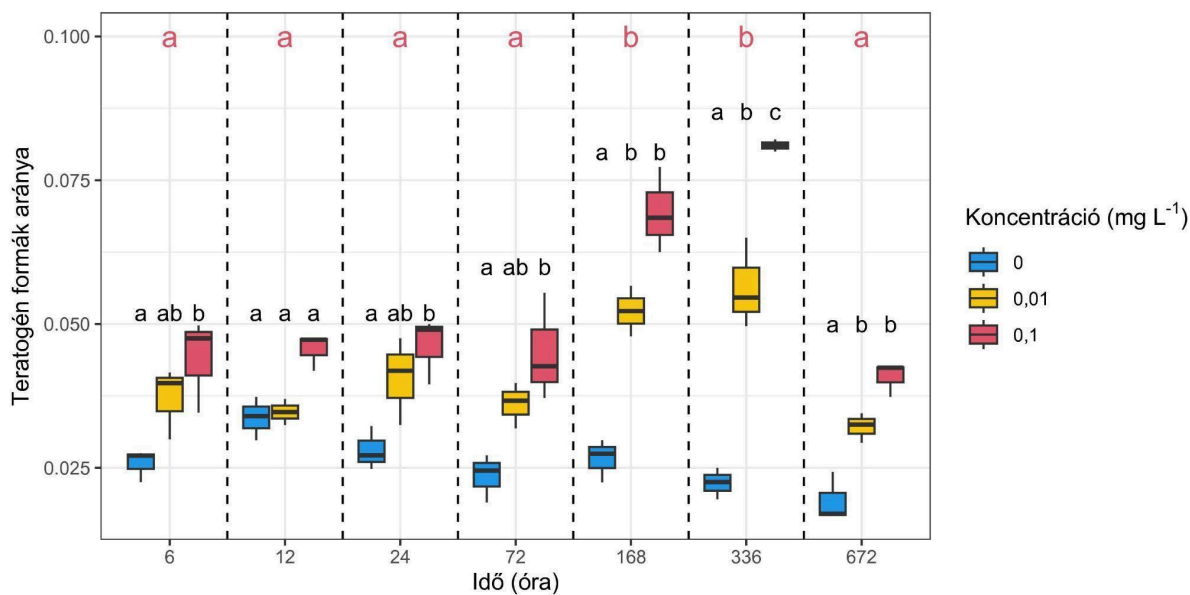 0.100
0.075
0.050
0.025
Teratogén formák aránya
a a a a b b a
a ab b
a a a
a ab b
a ab b
a b b
a b c
a b b
6 12 24 72 168 336 672
Idő (óra)
Koncentráció (mg L⁻¹)
0
0,01
0,1